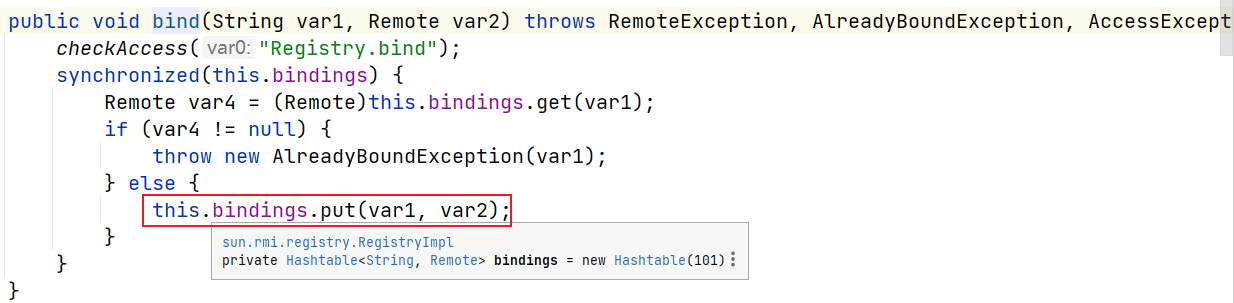 public void bind(String var1, Remote var2) throws RemoteException, AlreadyBoundException, AccessExcept
checkAccess( var0: "Registry.bind");
synchronized(this.bindings) {
Remote var4 = (Remote)this.bindings.get(var1);
if (var4 != null) {
throw new AlreadyBoundException(var1);
} else {
this.bindings.put(var1, var2);
}
sun.rmi.registry.RegistryImpl
private Hashtable<String, Remote> bindings = new Hashtable(101)
}
}